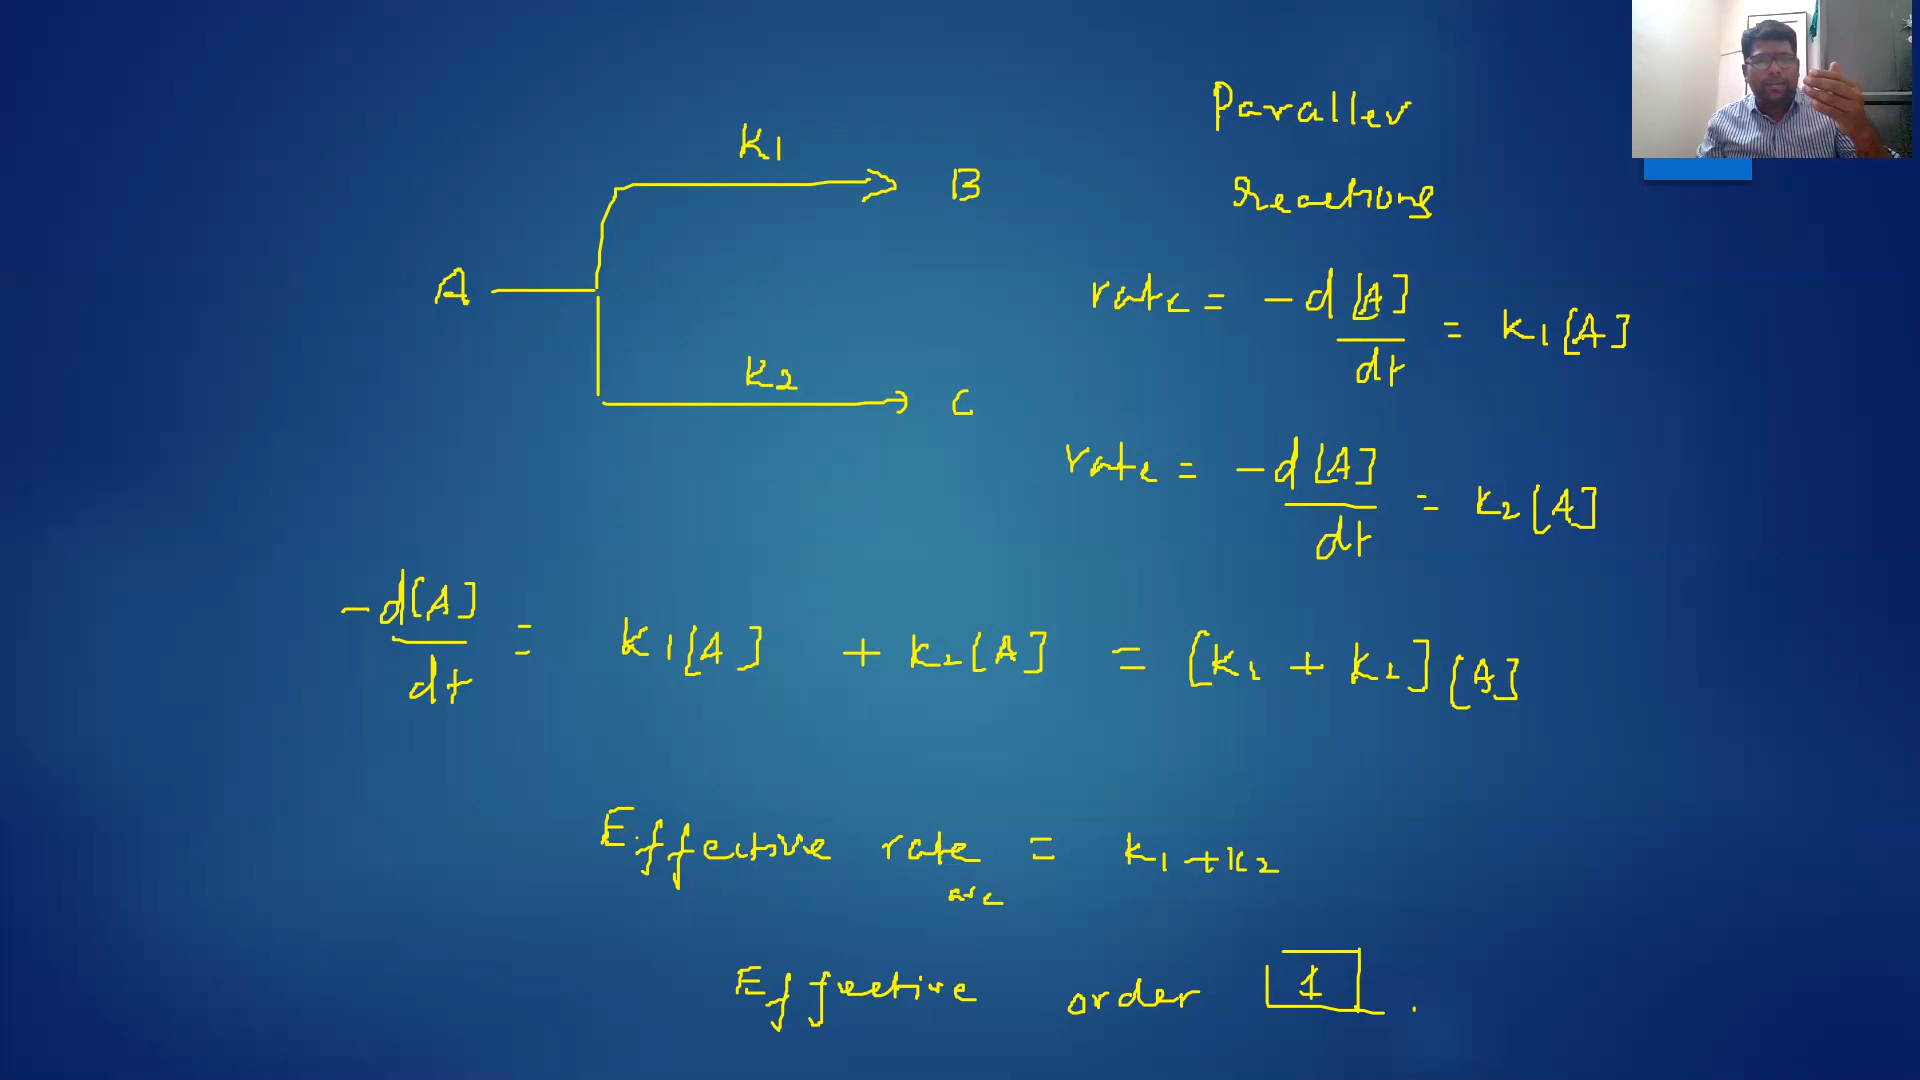 Parallel
reactions
K1
B
A
K2
C
rate = -d[A]/dt = K1[A]
rate = -d[A]/dt = K2[A]
-d[A]/dt = K1[A] + K2[A] = [K1 + K2][A]
Effective rate = K1+K2
Effective order 1.